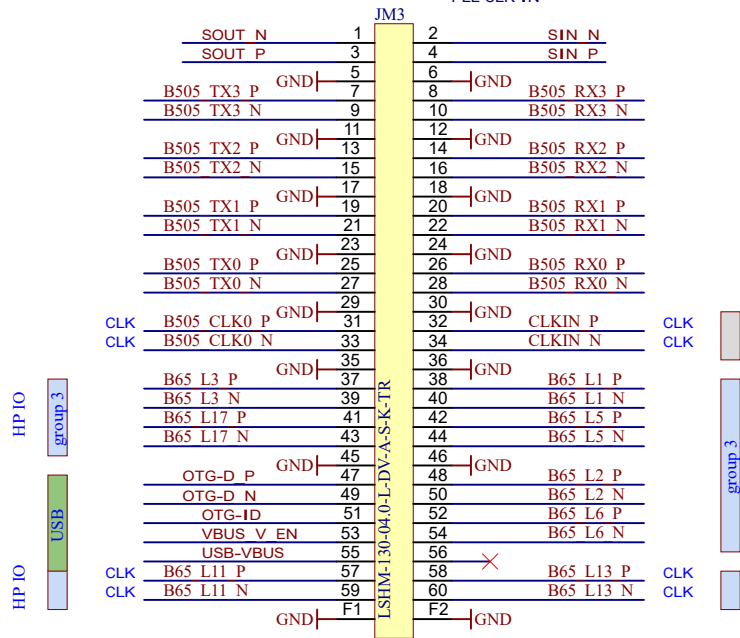 JM3
SOUT_N 1 2 SIN_N
SOUT_P 3 4 SIN_P
GND 5 6 GND
B505_TX3_P 7 8 B505_RX3_P
B505_TX3_N 9 10 B505_RX3_N
GND 11 12 GND
B505_TX2_P 13 14 B505_RX2_P
B505_TX2_N 15 16 B505_RX2_N
GND 17 18 GND
B505_TX1_P 19 20 B505_RX1_P
B505_TX1_N 21 22 B505_RX1_N
GND 23 24 GND
B505_TX0_P 25 26 B505_RX0_P
B505_TX0_N 27 28 B505_RX0_N
GND 29 30 GND
CLK B505_CLK0_P 31 32 CLKIN_P CLK
CLK B505_CLK0_N 33 34 CLKIN_N CLK
GND 35 36 GND
B65_L3_P 37 38 B65_L1_P
B65_L3_N 39 40 B65_L1_N
B65_L17_P 41 42 B65_L5_P
B65_L17_N 43 44 B65_L5_N
GND 45 46 GND
OTG-D_P 47 48 B65_L2_P
OTG-D_N 49 50 B65_L2_N
OTG-ID 51 52 B65_L6_P
VBUS_V_EN 53 54 B65_L6_N
USB-VBUS 55 56
CLK B65_L11_P 57 58 B65_L13_P CLK
CLK B65_L11_N 59 60 B65_L13_N CLK
GND F1 F2 GND
LSHM-130-04.0-L-DV-A-S-K-TR
HP IO
group 3
USB
HP IO
group 3